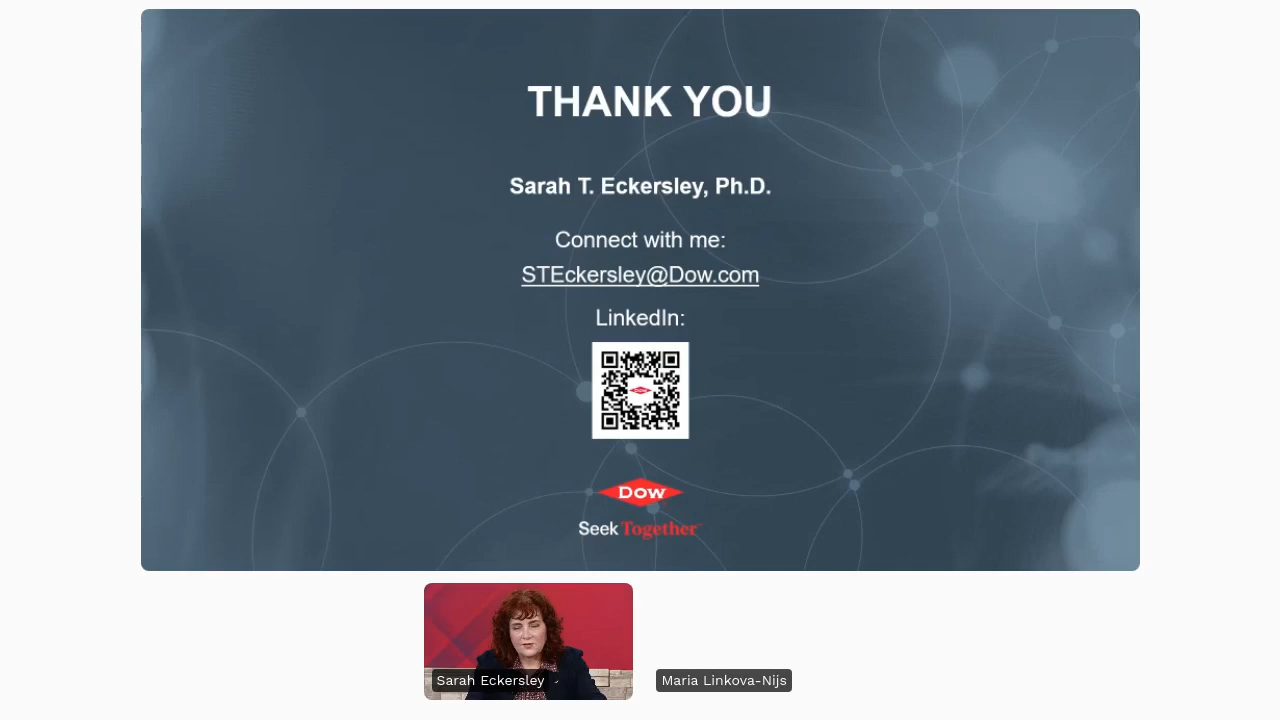 THANK YOU
Sarah T. Eckersley, Ph.D.
Connect with me:
STEckersley@Dow.com
LinkedIn:
DOW
Dow
Seek Together
Sarah Eckersley
Maria Linkova-Nijs